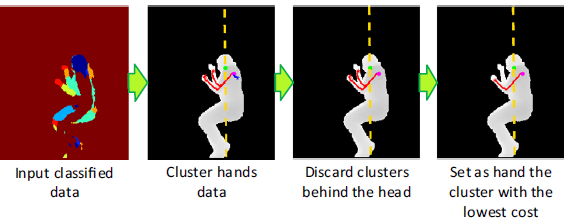 Input classified
data
Cluster hands
data
Discard clusters
behind the head
Set as hand the
cluster with the
lowest cost